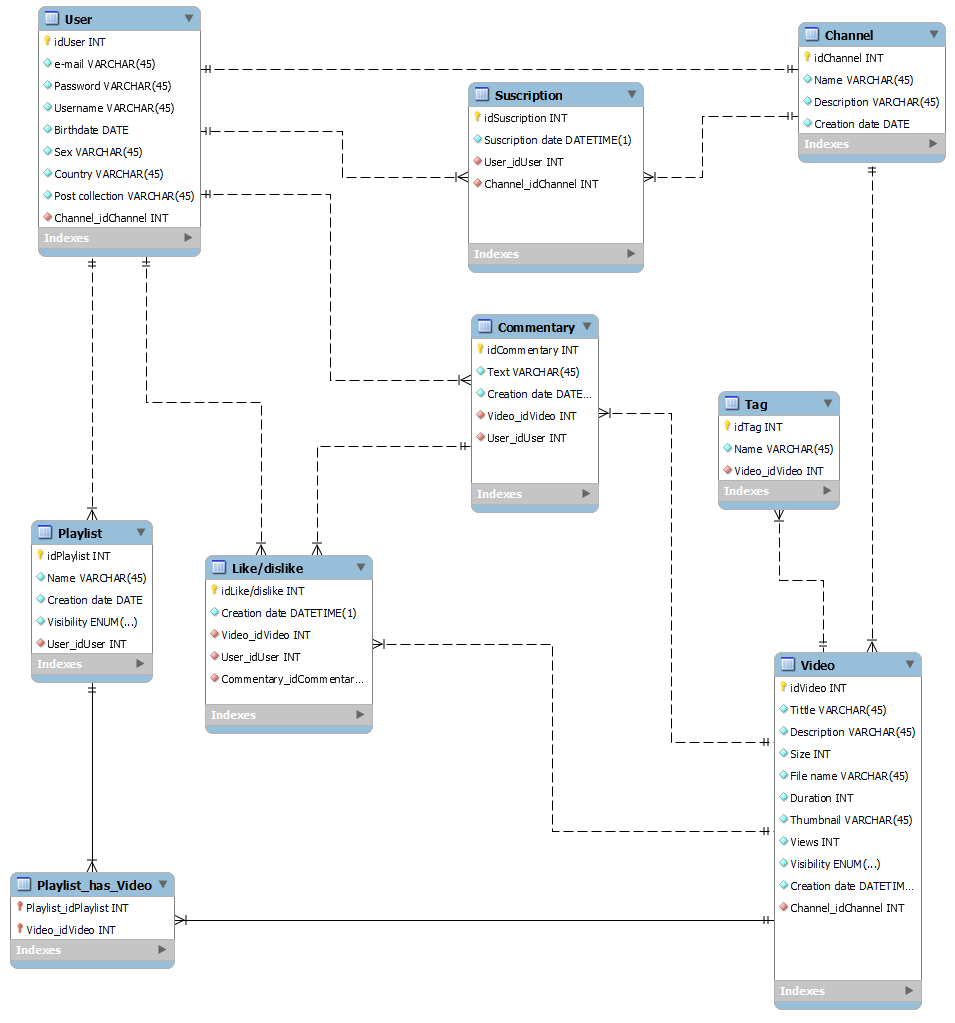 User
idUser INT
e-mail VARCHAR(45)
Password VARCHAR(45)
Username VARCHAR(45)
Birthdate DATE
Sex VARCHAR(45)
Country VARCHAR(45)
Post collection VARCHAR(45)
Channel_idChannel INT
Indexes
Channel
idChannel INT
Name VARCHAR(45)
Description VARCHAR(45)
Creation date DATE
Indexes
Suscription
idSuscription INT
Suscription date DATETIME(1)
User_idUser INT
Channel_idChannel INT
Indexes
Commentary
idCommentary INT
Text VARCHAR(45)
Creation date DATE...
Video_idVideo INT
User_idUser INT
Indexes
Tag
idTag INT
Name VARCHAR(45)
Video_idVideo INT
Indexes
Playlist
idPlaylist INT
Name VARCHAR(45)
Creation date DATE
Visibility ENUM(...)
User_idUser INT
Indexes
Like/dislike
idLike/dislike INT
Creation date DATETIME(1)
Video_idVideo INT
User_idUser INT
Commentary_idCommentar...
Indexes
Video
idVideo INT
Tittle VARCHAR(45)
Description VARCHAR(45)
Size INT
File name VARCHAR(45)
Duration INT
Thumbnail VARCHAR(45)
Views INT
Visibility ENUM(...)
Creation date DATETIM...
Channel_idChannel INT
Indexes
Playlist_has_Video
Playlist_idPlaylist INT
Video_idVideo INT
Indexes